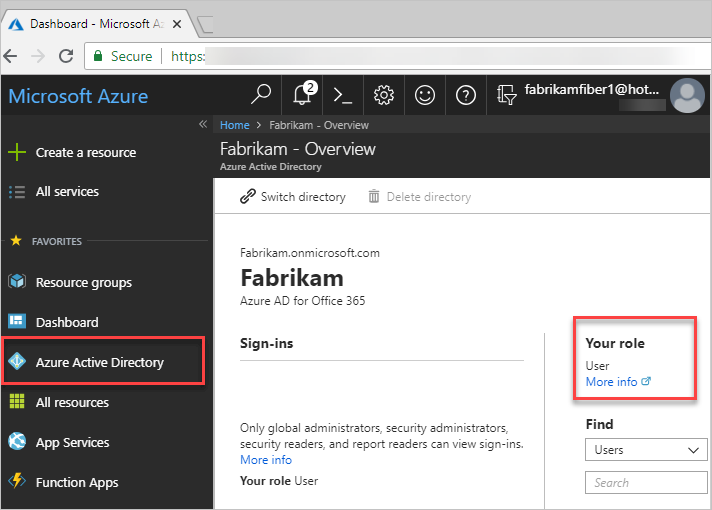 Dashboard - Microsoft Az
Secure
https:
Microsoft Azure
2
fabrikamfiber1@hot...
Home > Fabrikam - Overview
Fabrikam - Overview
Azure Active Directory
Create a resource
All services
FAVORITES
Resource groups
Dashboard
Azure Active Directory
All resources
App Services
Function Apps
Switch directory
Delete directory
Fabrikam.onmicrosoft.com
Fabrikam
Azure AD for Office 365
Sign-ins
Only global administrators, security administrators,
security readers, and report readers can view sign-ins.
More info
Your role User
Your role
User
More info
Find
Users
Search